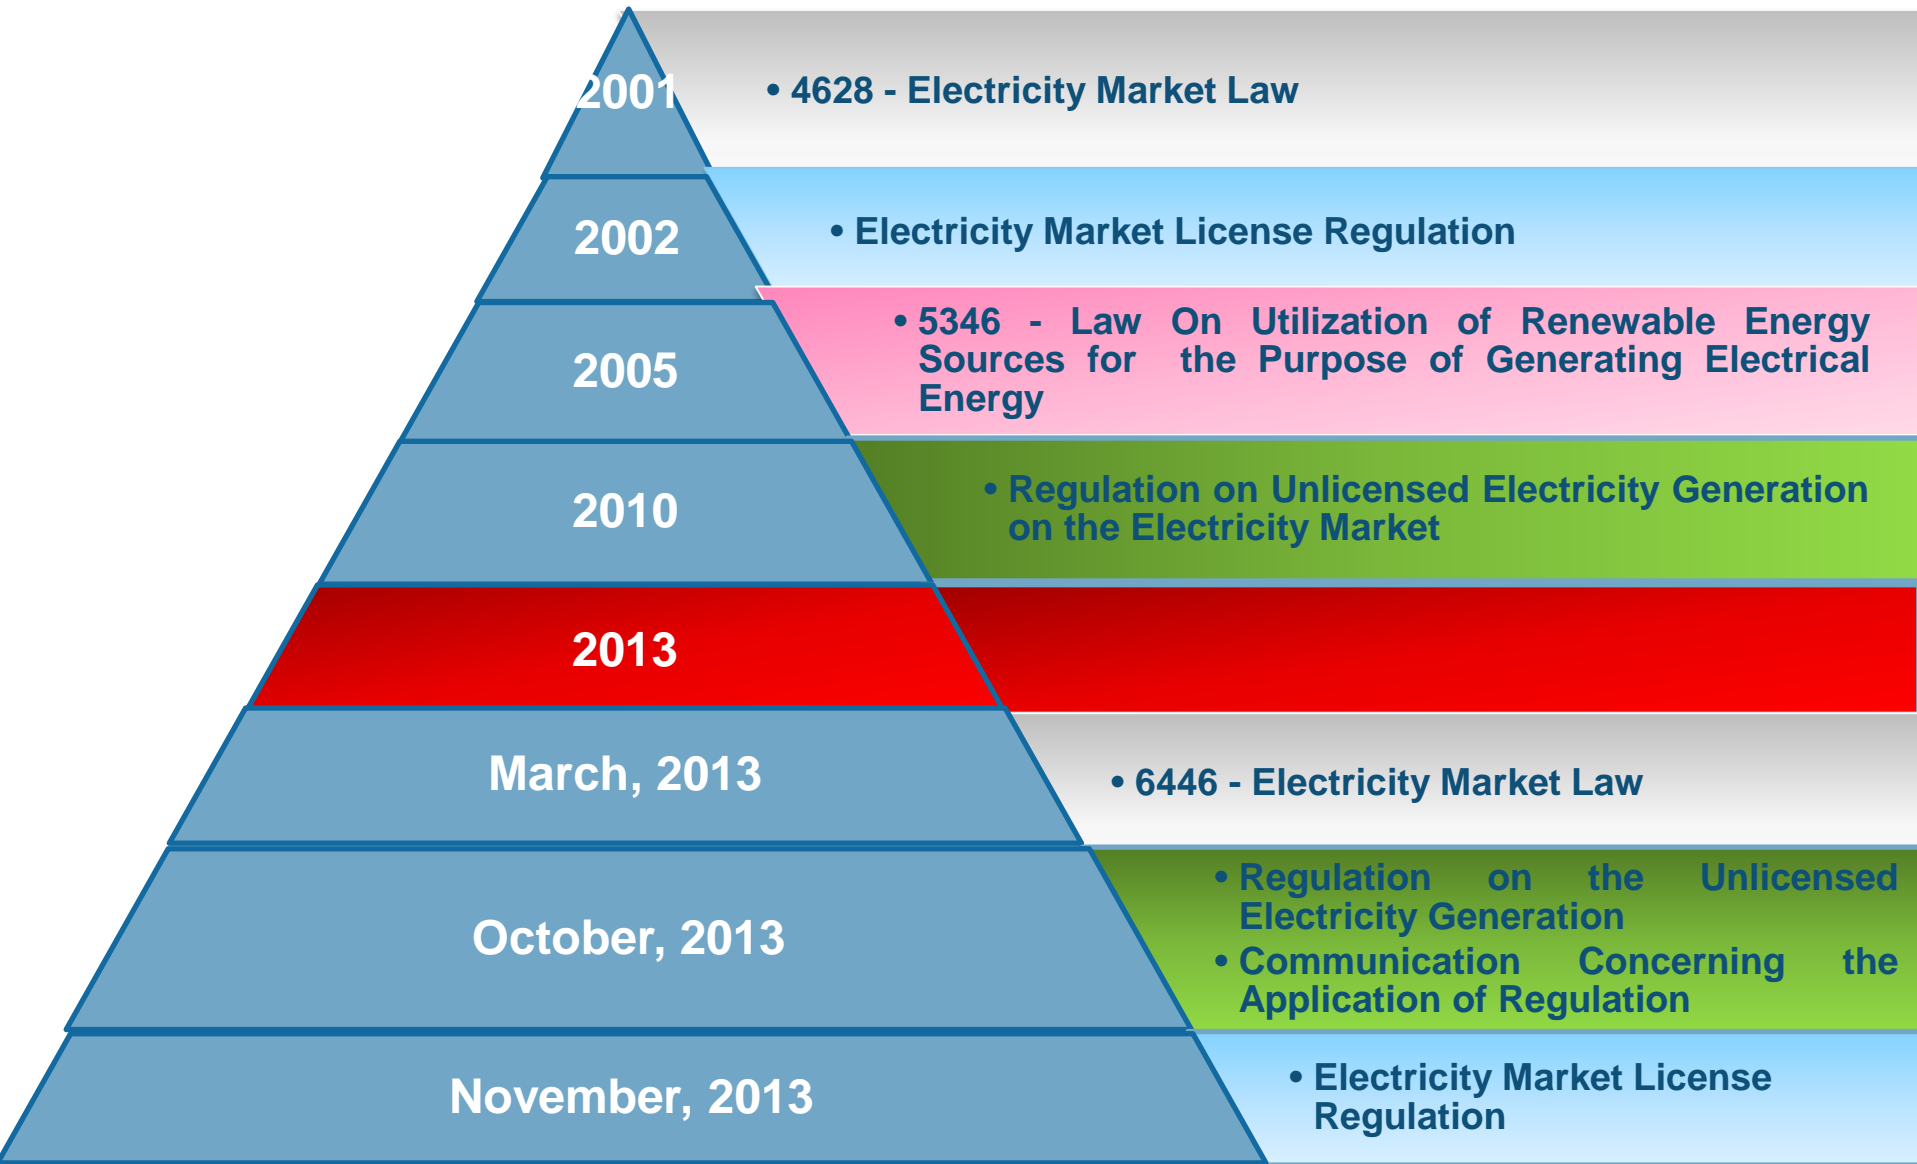 2001
• 4628 - Electricity Market Law
2002
• Electricity Market License Regulation
2005
• 5346 - Law On Utilization of Renewable Energy
Sources for the Purpose of Generating Electrical
Energy
2010
• Regulation on Unlicensed Electricity Generation
on the Electricity Market
2013
March, 2013
• 6446 - Electricity Market Law
October, 2013
• Regulation on the Unlicensed
Electricity Generation
• Communication Concerning the
Application of Regulation
November, 2013
• Electricity Market License
Regulation